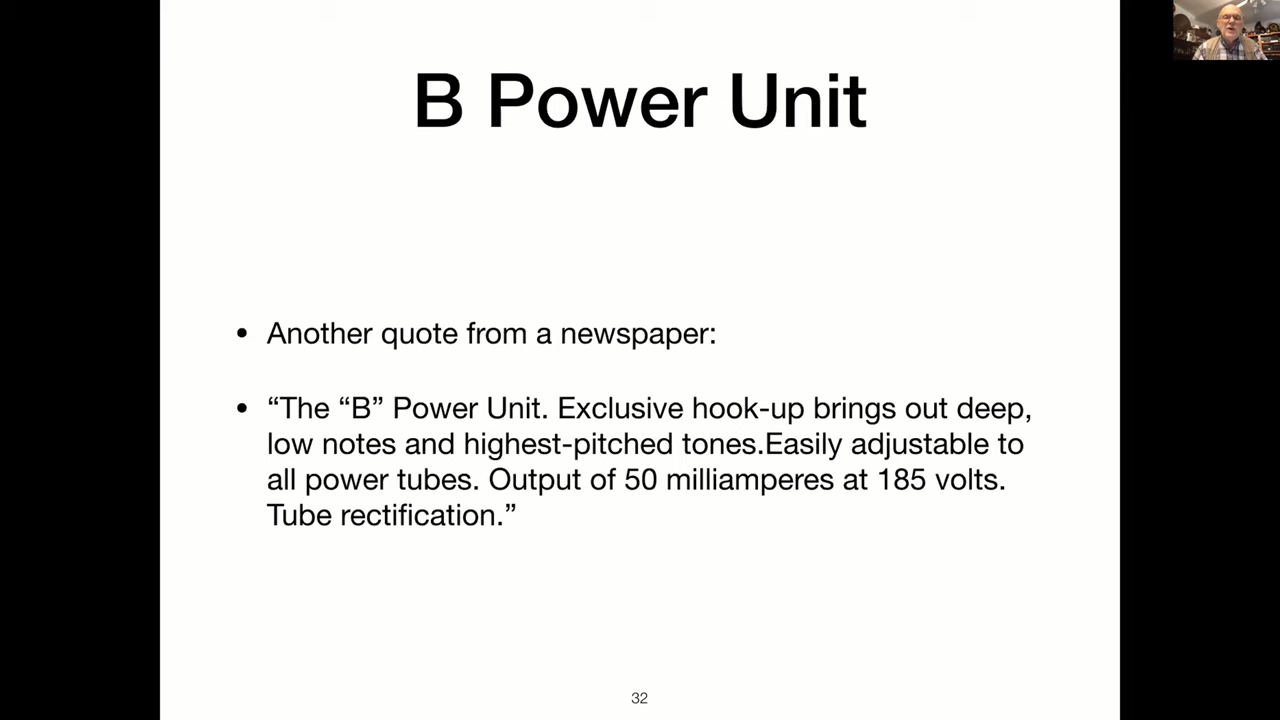 B Power Unit
• Another quote from a newspaper:
• “The “B” Power Unit. Exclusive hook-up brings out deep,
low notes and highest-pitched tones.Easily adjustable to
all power tubes. Output of 50 milliamperes at 185 volts.
Tube rectification.”
32